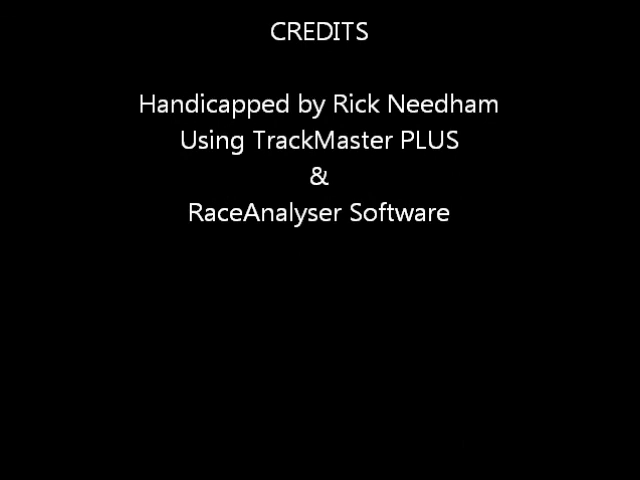 CREDITS
Handicapped by Rick Needham
Using TrackMaster PLUS
&
RaceAnalyser Software